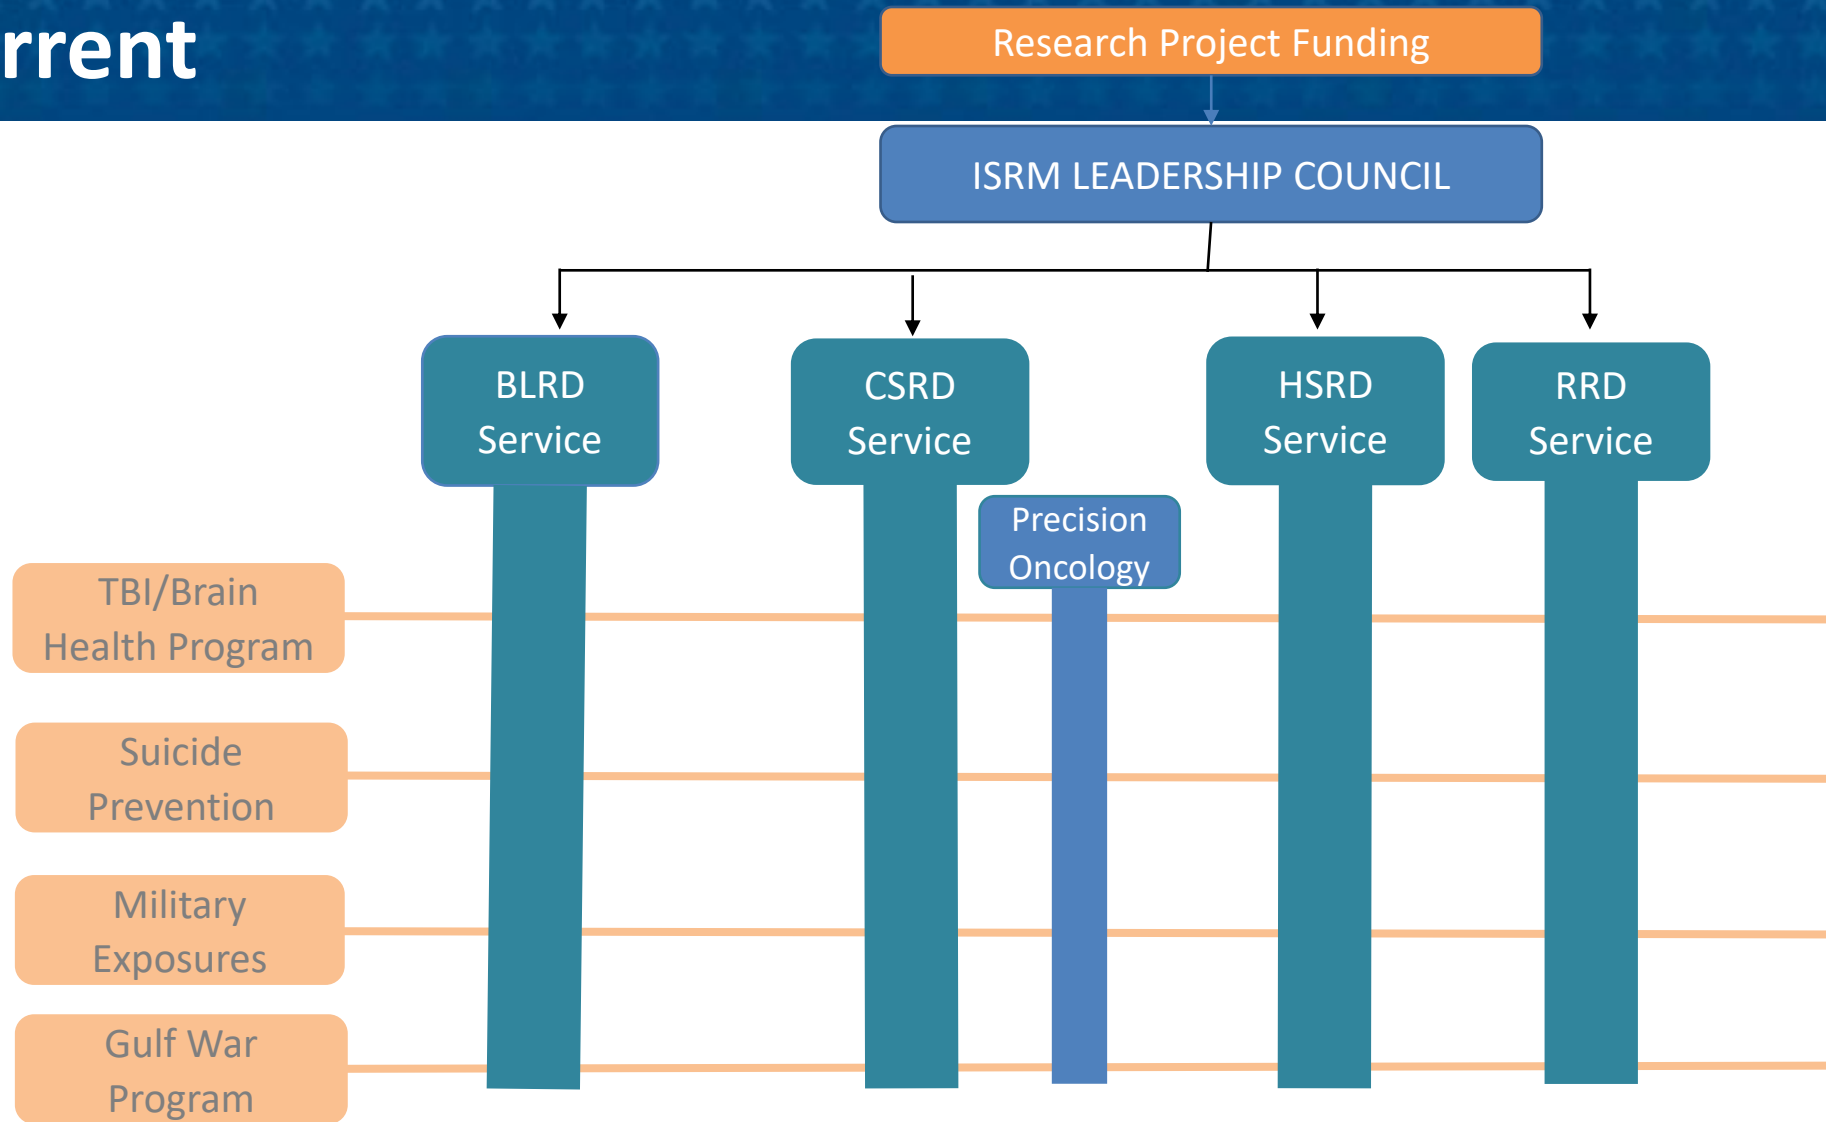 rrent
Research Project Funding
ISRM LEADERSHIP COUNCIL
BLRD
Service
CSRD
Service
HSRD
Service
RRD
Service
Precision
Oncology
TBI/Brain
Health Program
Suicide
Prevention
Military
Exposures
Gulf War
Program